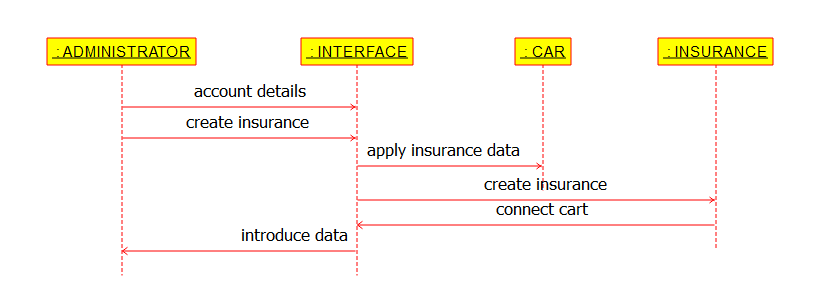 : ADMINISTRATOR
: INTERFACE
: CAR
: INSURANCE
account details
create insurance
apply insurance data
create insurance
connect cart
introduce data